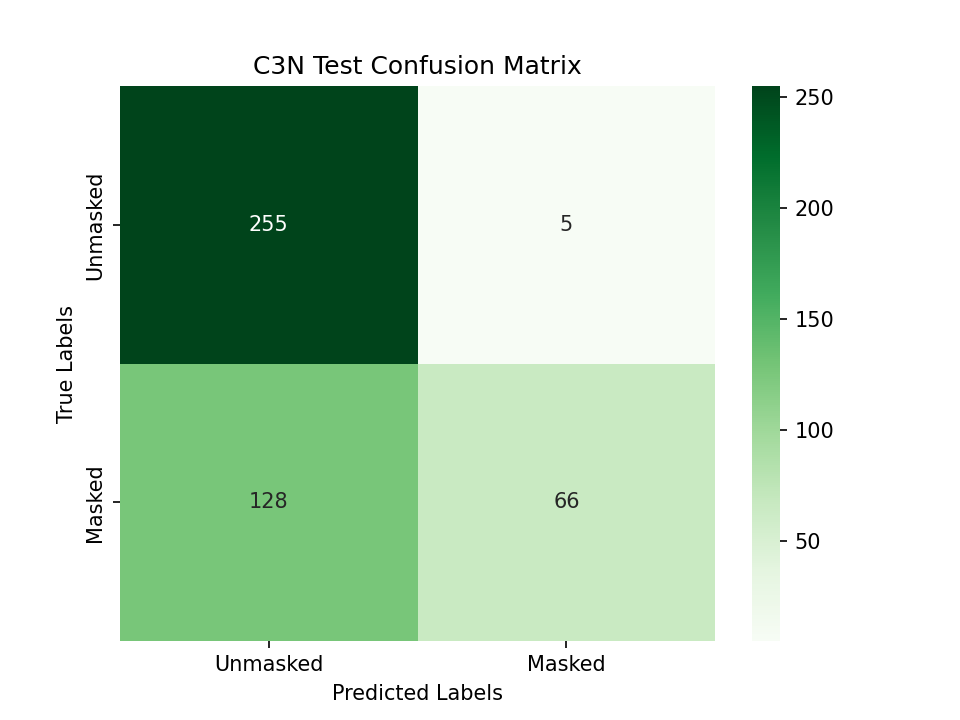 C3N Test Confusion Matrix
True Labels
Unmasked
Masked
255
5
128
66
Unmasked
Masked
Predicted Labels
250
200
150
100
50